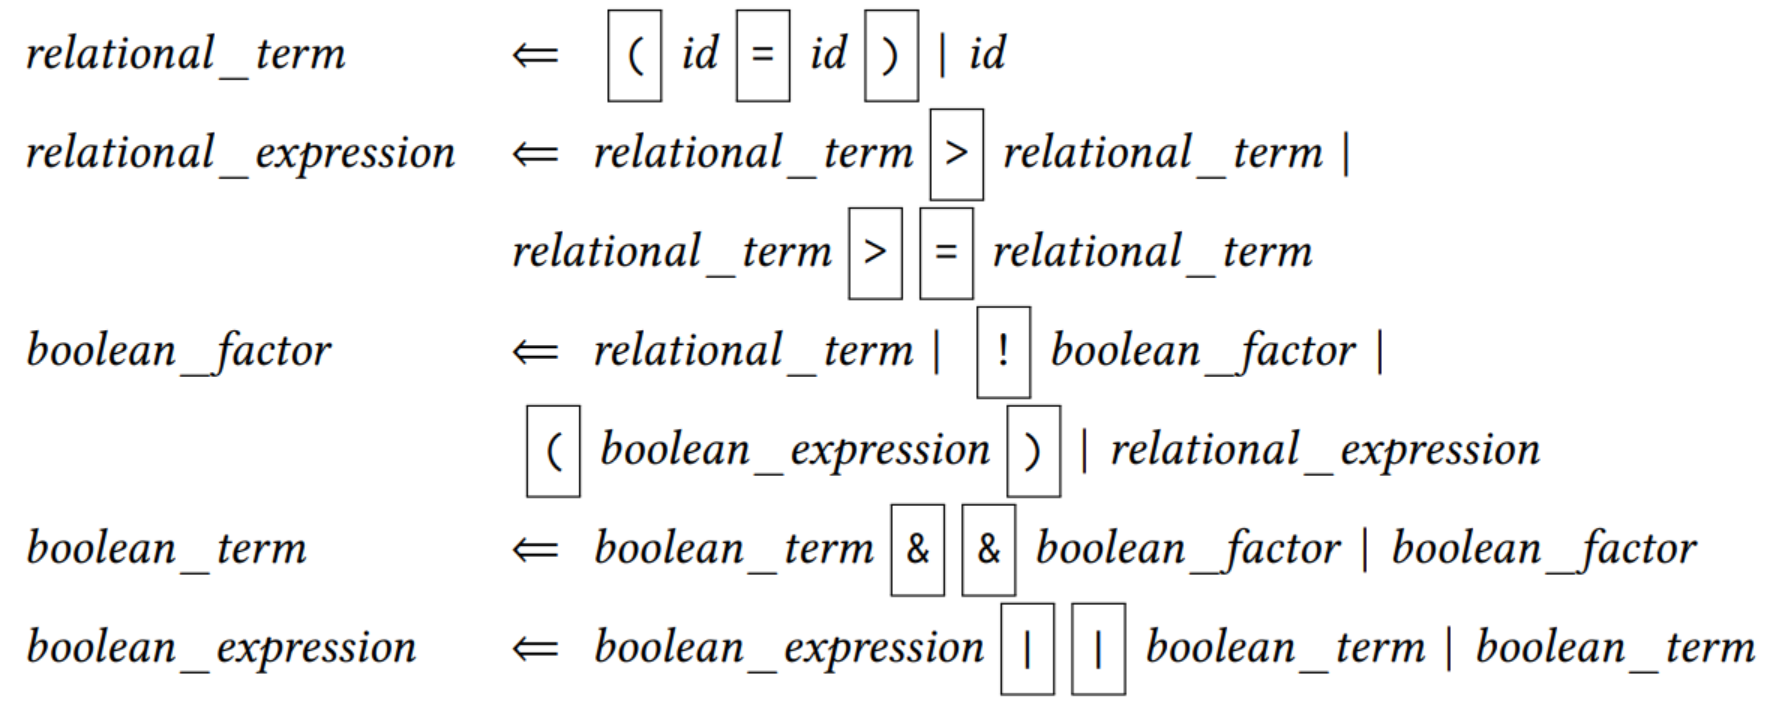 relational_term ⇐ ( id = id ) | id
relational_expression ⇐ relational_term > relational_term |
relational_term > = relational_term
boolean_factor ⇐ relational_term | ! boolean_factor |
( boolean_expression ) | relational_expression
boolean_term ⇐ boolean_term & & boolean_factor | boolean_factor
boolean_expression ⇐ boolean_expression | | boolean_term | boolean_term